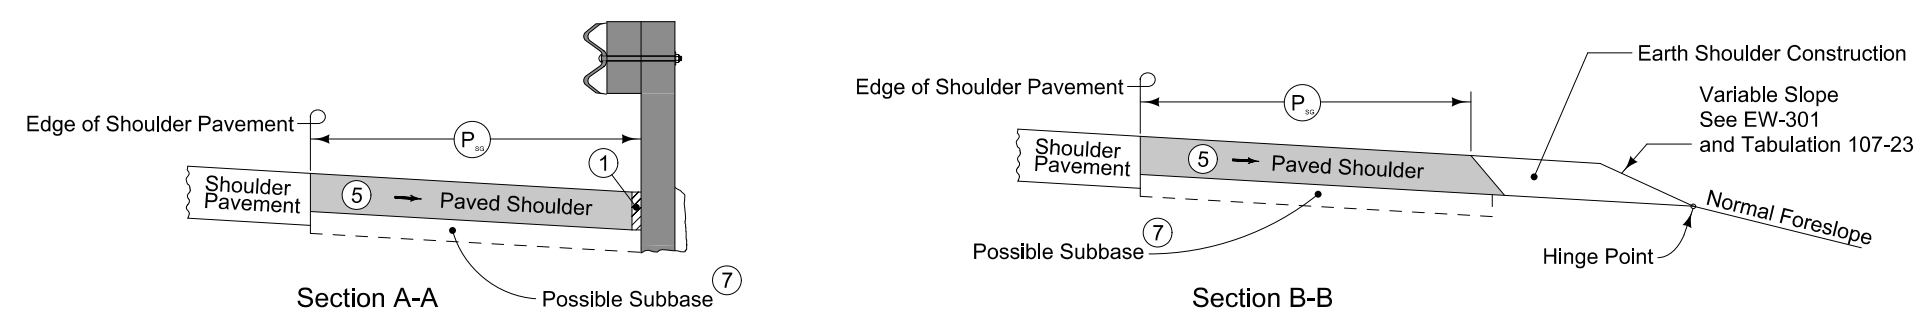 Edge of Shoulder Pavement
P SG
1
Shoulder
Pavement
5
Paved Shoulder
7
Possible Subbase
Section A-A
Earth Shoulder Construction
Edge of Shoulder Pavement
P SG
Variable Slope
See EW-301
and Tabulation 107-23
Shoulder
Pavement
5
Paved Shoulder
Normal Foreslope
7
Possible Subbase
Hinge Point
Section B-B